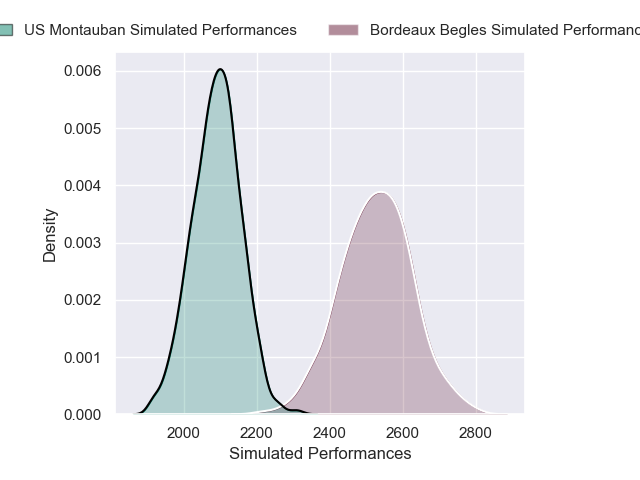 US Montauban Simulated Performances Bordeaux Begles Simulated Performanc
0.006
0.005
0.004
0.003
0.002
0.001
0.000
Density
2000 2200 2400 2600 2800
Simulated Performances